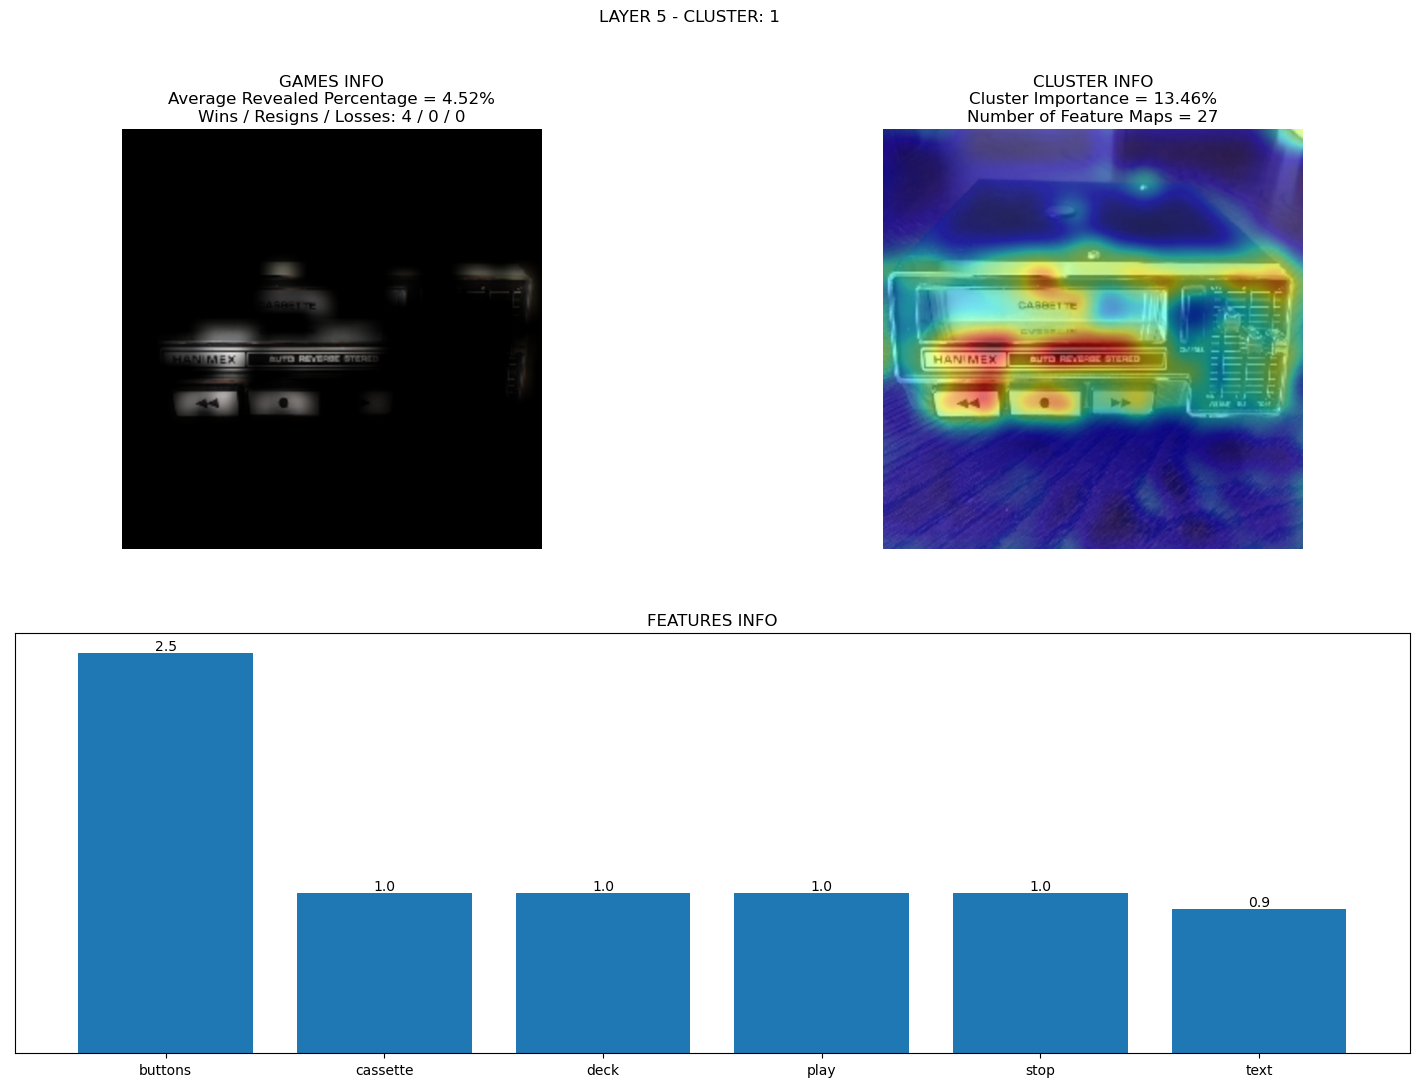 LAYER 5 - CLUSTER: 1
GAMES INFO
Average Revealed Percentage = 4.52%
Wins / Resigns / Losses: 4 / 0 / 0
CASSETTE
HANIMEX AUTO REVERSE STEREO
CLUSTER INFO
Cluster Importance = 13.46%
Number of Feature Maps = 27
CASSETTE
HANIMEX AUTO REVERSE STEREO
FEATURES INFO
2.5
1.0
1.0
1.0
1.0
0.9
buttons
cassette
deck
play
stop
text